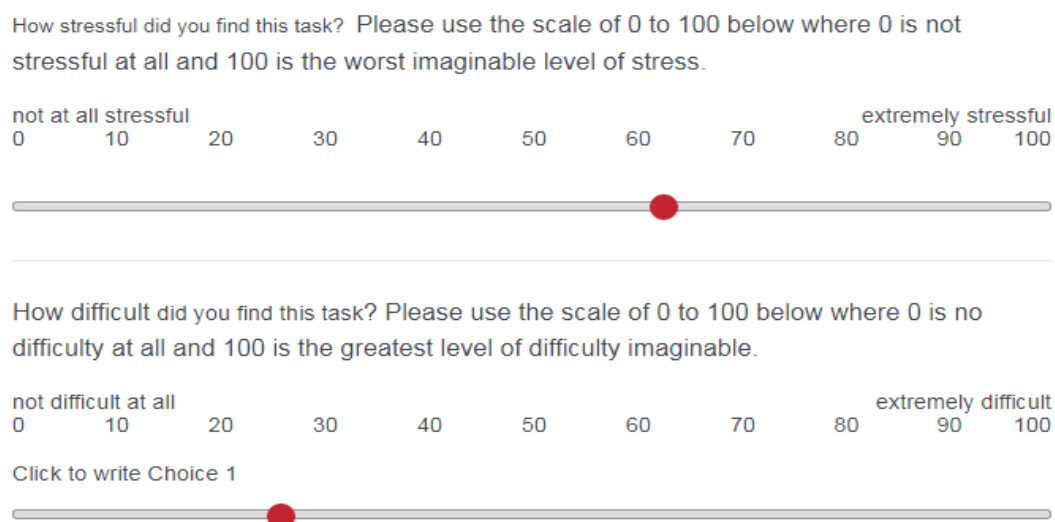 How stressful did you find this task? Please use the scale of 0 to 100 below where 0 is not
stressful at all and 100 is the worst imaginable level of stress.
not at all stressful extremely stressful
0 10 20 30 40 50 60 70 80 90 100
How difficult did you find this task? Please use the scale of 0 to 100 below where 0 is no
difficulty at all and 100 is the greatest level of difficulty imaginable.
not difficult at all extremely difficult
0 10 20 30 40 50 60 70 80 90 100
Click to write Choice 1